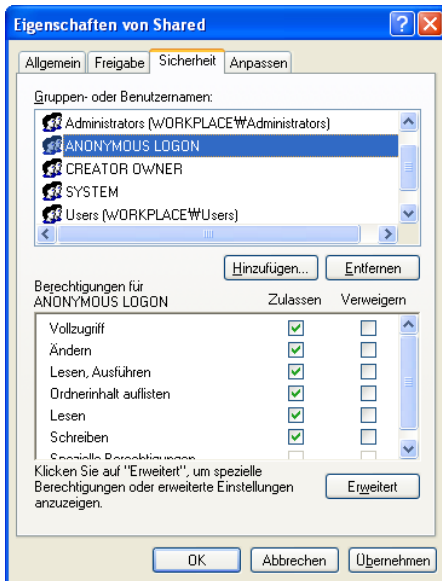 Eigenschaften von Shared
Allgemein Freigabe Sicherheit Anpassen
Gruppen- oder Benutzernamen:
Administrators (WORKPLACE₩Administrators)
ANONYMOUS LOGON
CREATOR OWNER
SYSTEM
Users (WORKPLACE₩Users)
Hinzufügen... Entfernen
Berechtigungen für
ANONYMOUS LOGON Zulassen Verweigern
Vollzugriff
Ändern
Lesen, Ausführen
Ordnerinhalt auflisten
Lesen
Schreiben
Spezielle Berechtigungen
Klicken Sie auf "Erweitert", um spezielle
Berechtigungen oder erweiterte Einstellungen
anzuzeigen.
Erweitert
OK Abbrechen Übernehmen